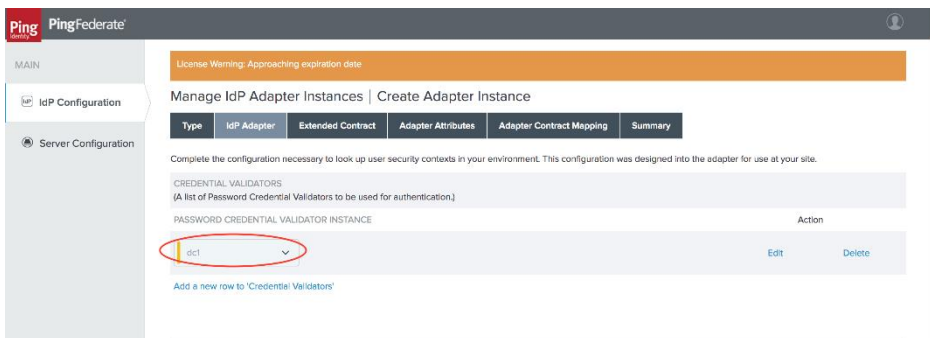 Ping
Identity
PingFederate®
MAIN
License Warning: Approaching expiration date
IdP
IdP Configuration
Server Configuration
Manage IdP Adapter Instances | Create Adapter Instance
Type IdP Adapter Extended Contract Adapter Attributes Adapter Contract Mapping Summary
Complete the configuration necessary to look up user security contexts in your environment. This configuration was designed into the adapter for use at your site.
CREDENTIAL VALIDATORS
(A list of Password Credential Validators to be used for authentication.)
PASSWORD CREDENTIAL VALIDATOR INSTANCE Action
dc1 Edit Delete
Add a new row to 'Credential Validators'